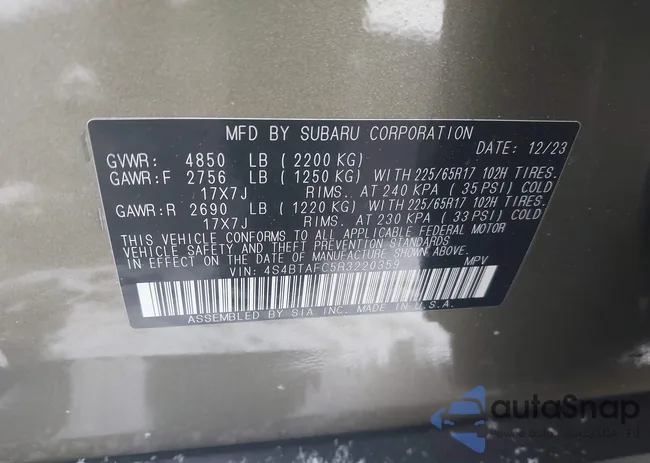 MFD BY SUBARU CORPORATION
DATE: 12/23
GVWR: 4850 LB (2200 KG)
GAWR:F 2756 LB (1250 KG) WITH 225/65R17 102H TIRES.
17X7J RIMS. AT 240 KPA ( 35 PSI) COLD
GAWR:R 2690 LB (1220 KG) WITH 225/65R17 102H TIRES.
17X7J RIMS. AT 230 KPA ( 33 PSI) COLD
THIS VEHICLE CONFORMS TO ALL APPLICABLE FEDERAL MOTOR
VEHICLE SAFETY AND THEFT PREVENTION STANDARDS
IN EFFECT ON THE DATE OF MANUFACTURE SHOWN ABOVE.
VIN: 4S4BTAFC5R3220359 MPV
ASSEMBLED BY SIA INC. MADE IN U.S.A.
autoSnap